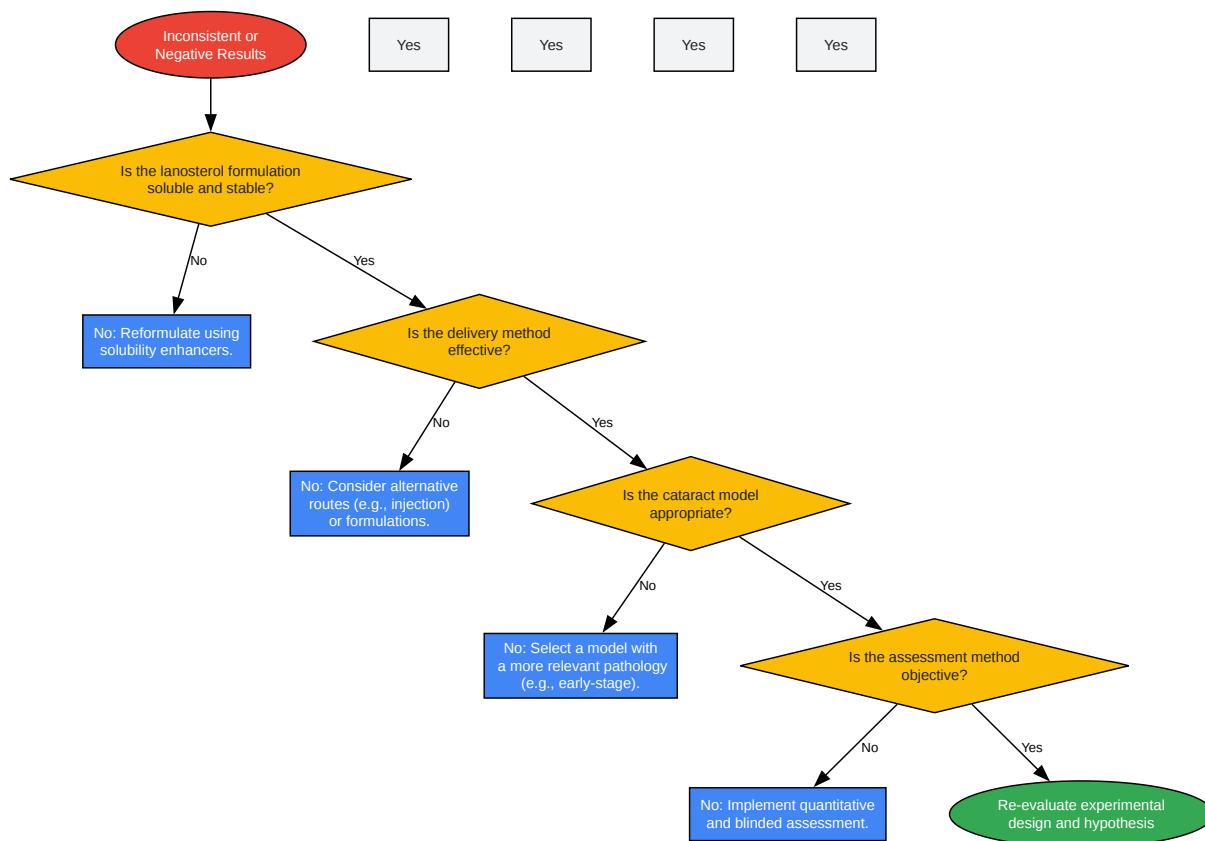 Inconsistent or
Negative Results
Yes
Yes
Yes
Yes
Is the lanosterol formulation
soluble and stable?
No
Yes
No: Reformulate using
solubility enhancers.
Is the delivery method
effective?
No
Yes
No: Consider alternative
routes (e.g., injection)
or formulations.
Is the cataract model
appropriate?
No
Yes
No: Select a model with
a more relevant pathology
(e.g., early-stage).
Is the assessment method
objective?
No
Yes
No: Implement quantitative
and blinded assessment.
Re-evaluate experimental
design and hypothesis